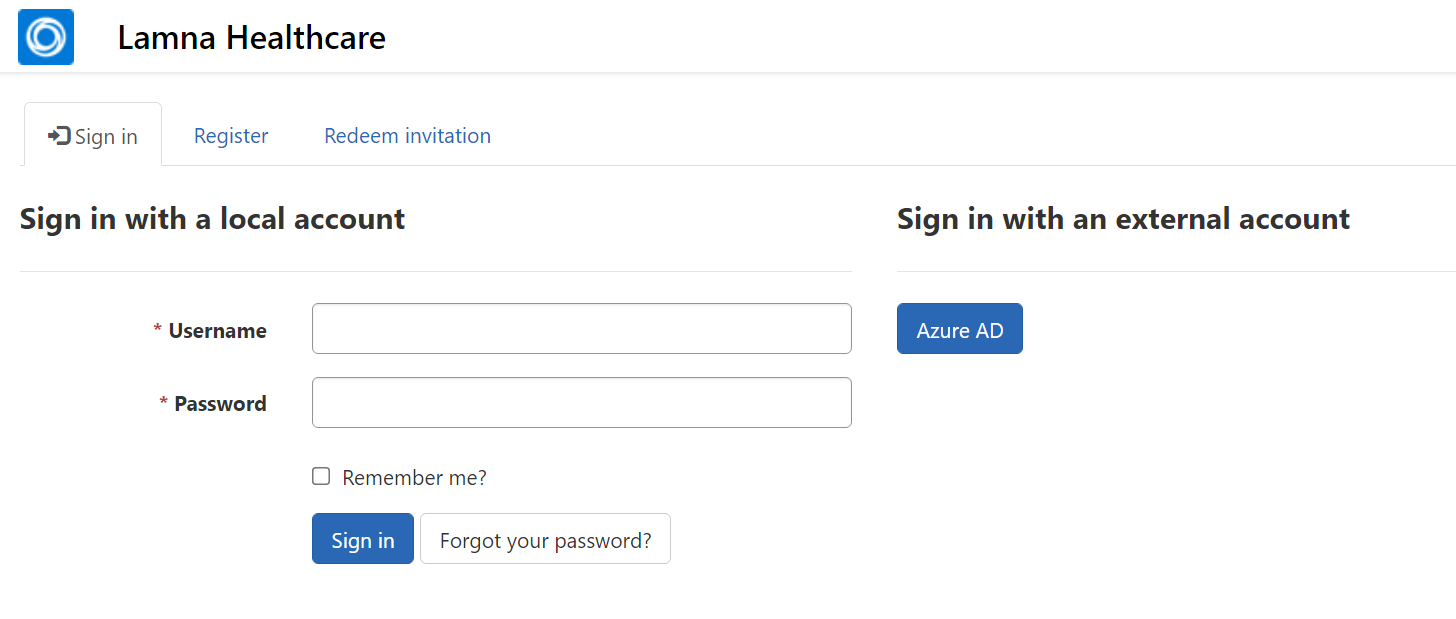 Lamna Healthcare
Sign in Register Redeem invitation
Sign in with a local account
* Username
* Password
Remember me?
Sign in Forgot your password?
Sign in with an external account
Azure AD